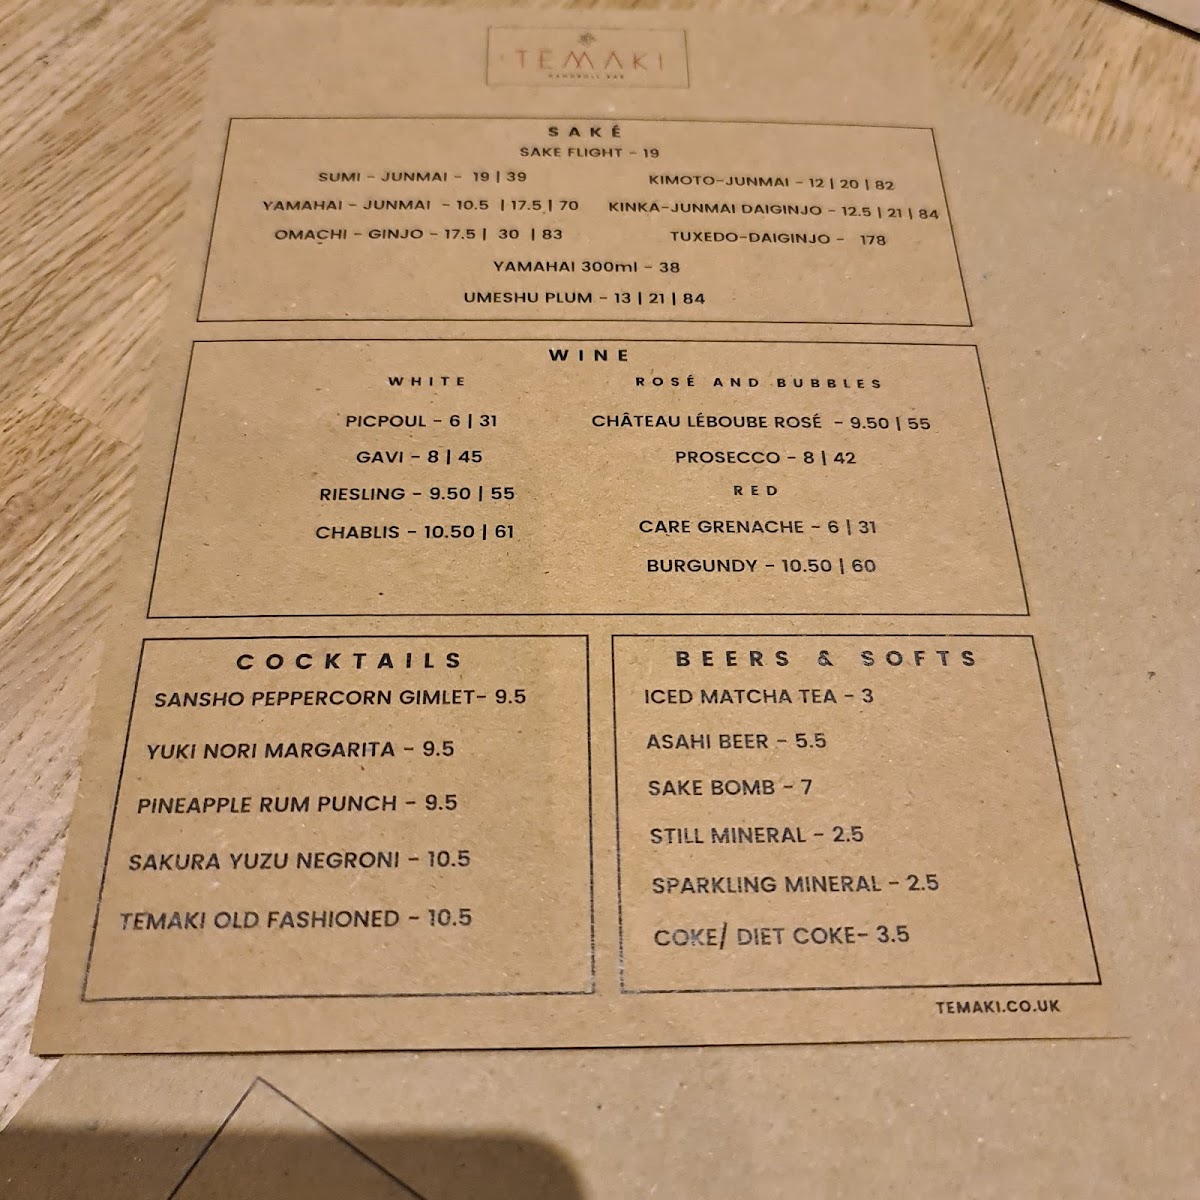 TEMAKI
HANDROLL BAR
SAKÉ
SAKE FLIGHT - 19
SUMI - JUNMAI - 19 | 39
KIMOTO-JUNMAI - 12 | 20 | 82
YAMAHAI - JUNMAI - 10.5 | 17.5 | 70
KINKA-JUNMAI DAIGINJO - 12.5 | 21 | 84
OMACHI - GINJO - 17.5 | 30 | 83
TUXEDO-DAIGINJO - 178
YAMAHAI 300ml - 38
UMESHU PLUM - 13 | 21 | 84
WINE
WHITE
PICPOUL - 6 | 31
GAVI - 8 | 45
RIESLING - 9.50 | 55
CHABLIS - 10.50 | 61
ROSÉ AND BUBBLES
CHÂTEAU LÉBOUBE ROSÉ - 9.50 | 55
PROSECCO - 8 | 42
RED
CARE GRENACHE - 6 | 31
BURGUNDY - 10.50 | 60
COCKTAILS
SANSHO PEPPERCORN GIMLET- 9.5
YUKI NORI MARGARITA - 9.5
PINEAPPLE RUM PUNCH - 9.5
SAKURA YUZU NEGRONI - 10.5
TEMAKI OLD FASHIONED - 10.5
BEERS & SOFTS
ICED MATCHA TEA - 3
ASAHI BEER - 5.5
SAKE BOMB - 7
STILL MINERAL - 2.5
SPARKLING MINERAL - 2.5
COKE/ DIET COKE- 3.5
TEMAKI.CO.UK